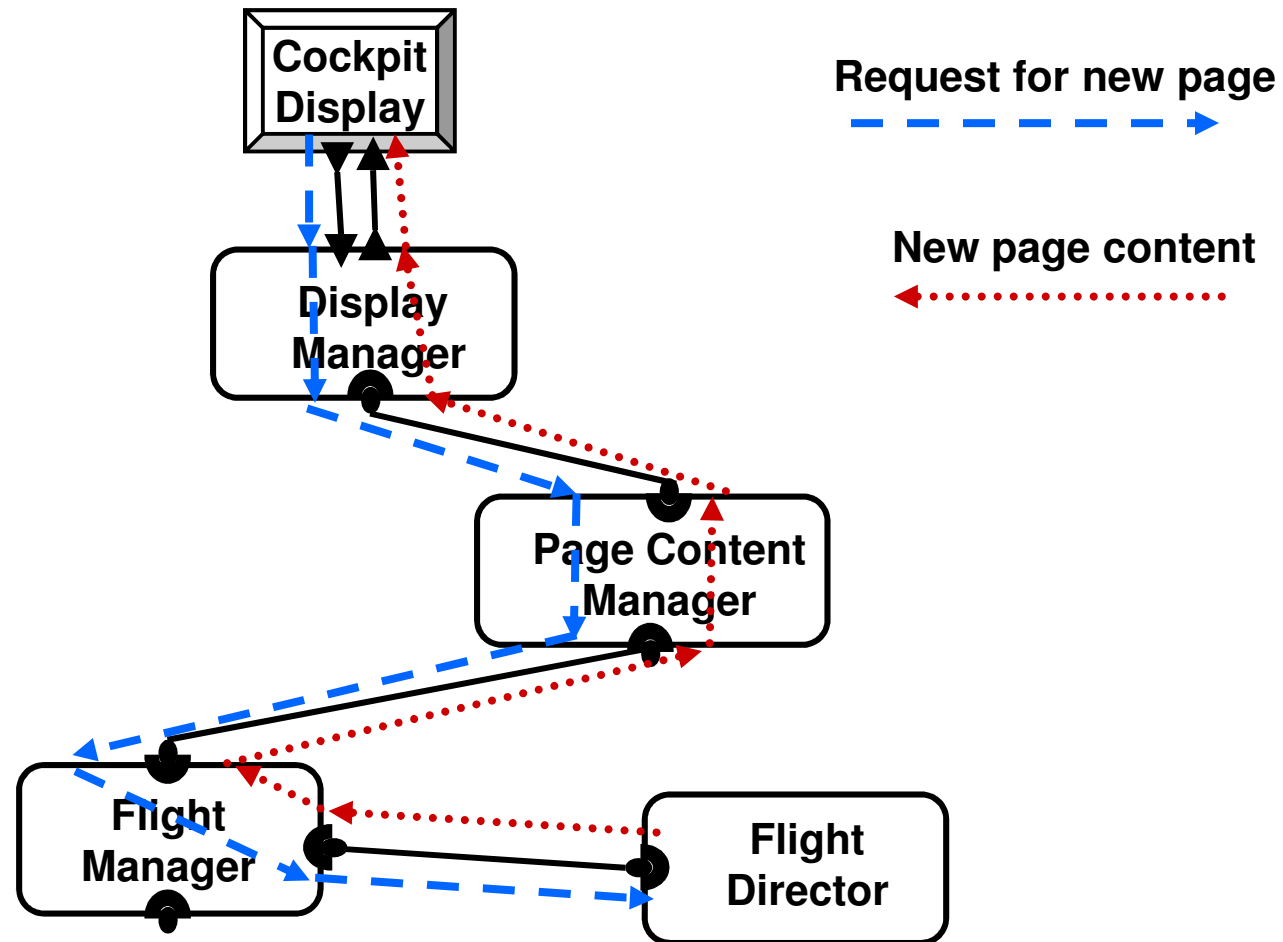 Cockpit
Display
Request for new page
New page content
Display
Manager
Page Content
Manager
Flight
Manager
Flight
Director